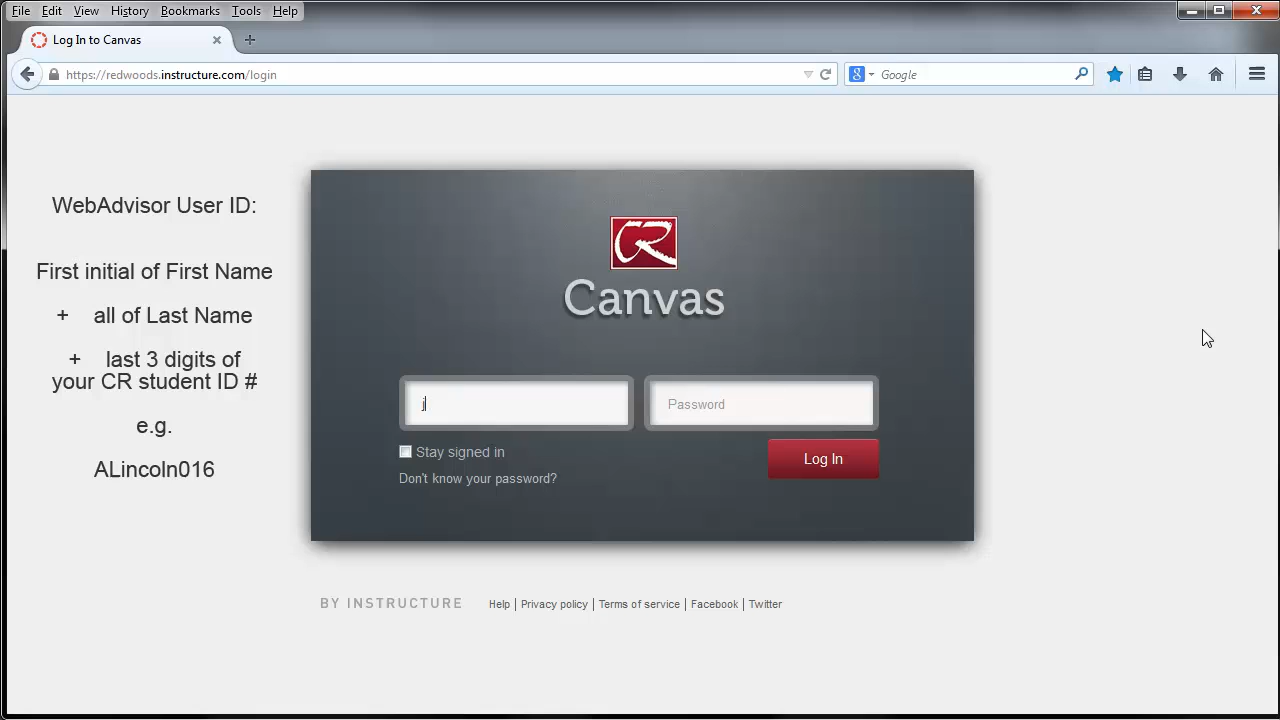 File Edit View History Bookmarks Tools Help
Log In to Canvas
https://redwoods.instructure.com/login
Google
WebAdvisor User ID:
First initial of First Name
+ all of Last Name
+ last 3 digits of
your CR student ID #
e.g.
ALincoln016
CR
Canvas
j
Password
Stay signed in
Log In
Don't know your password?
BY INSTRUCTURE
Help | Privacy policy | Terms of service | Facebook | Twitter